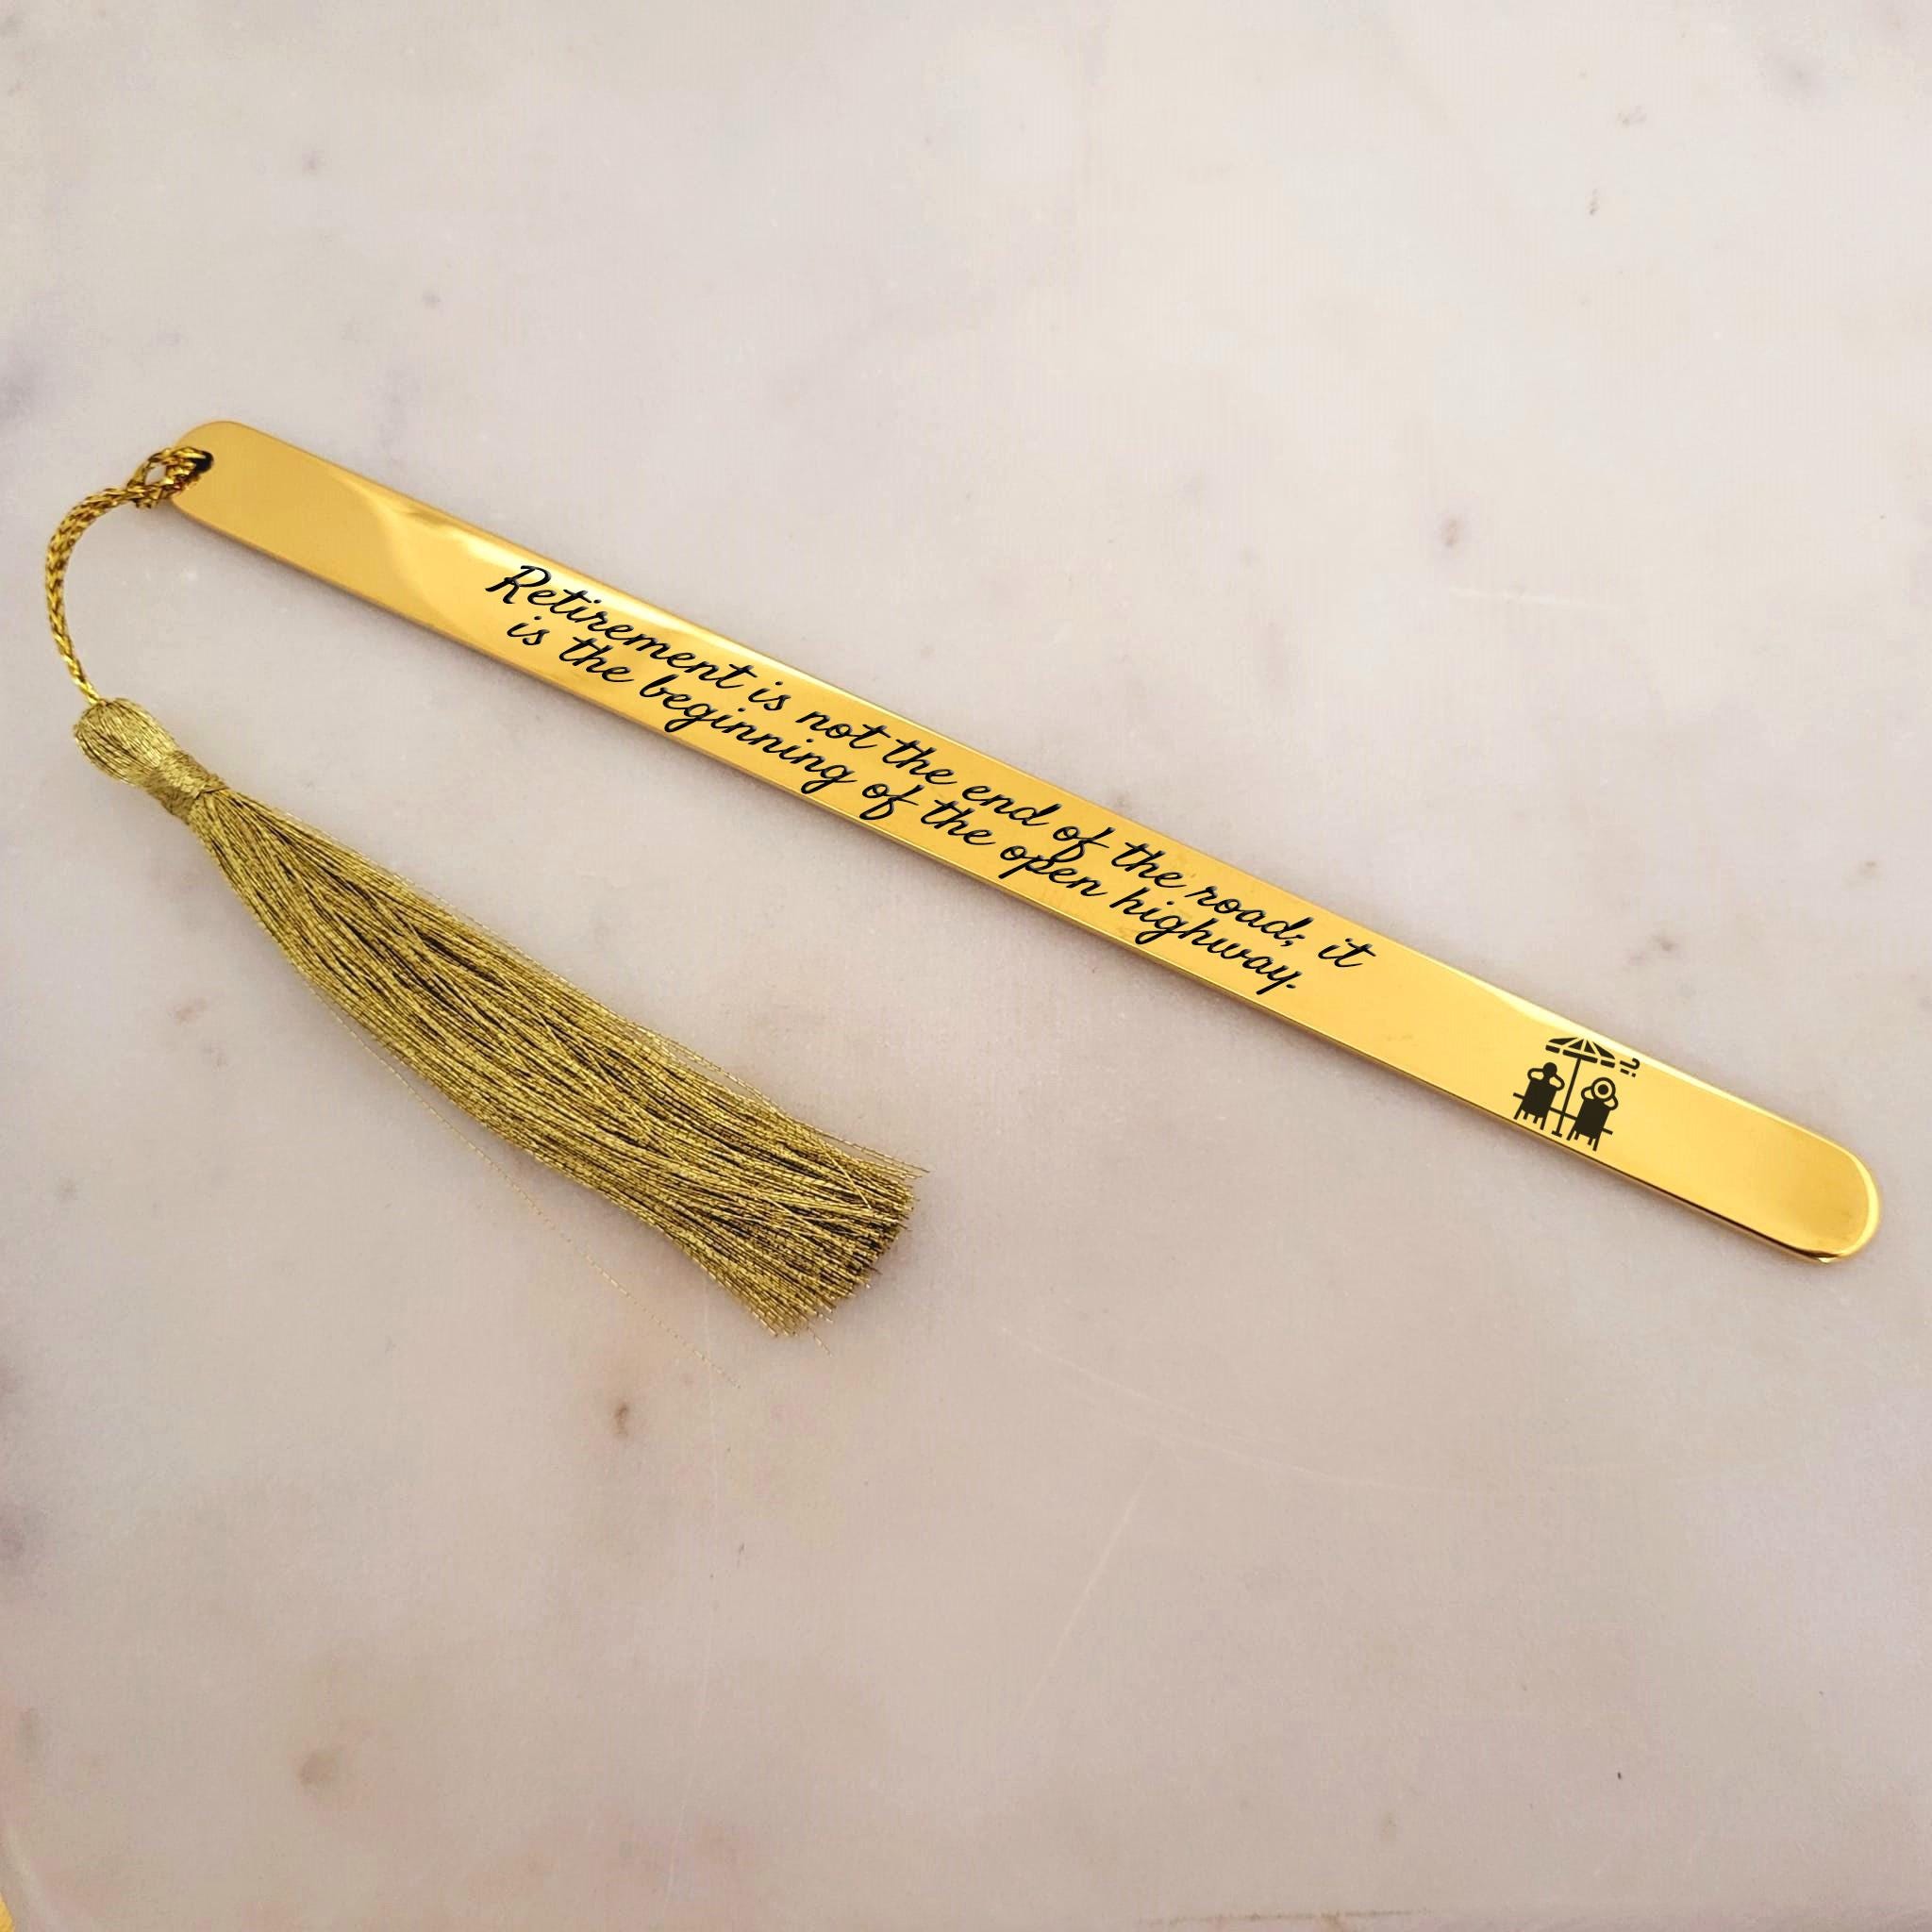 Retirement is not the end of the road; it
is the beginning of the open highway.